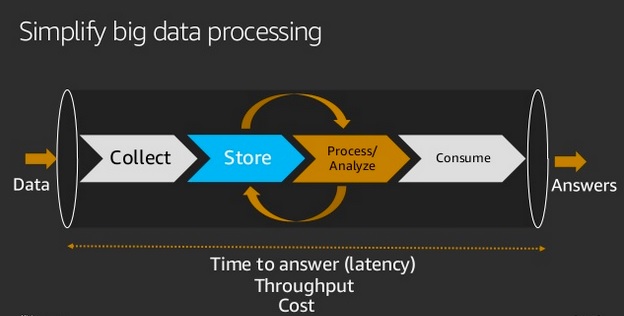 Simplify big data processing
Collect
Store
Process/
Analyze
Consume
Data
Answers
Time to answer (latency)
Throughput
Cost